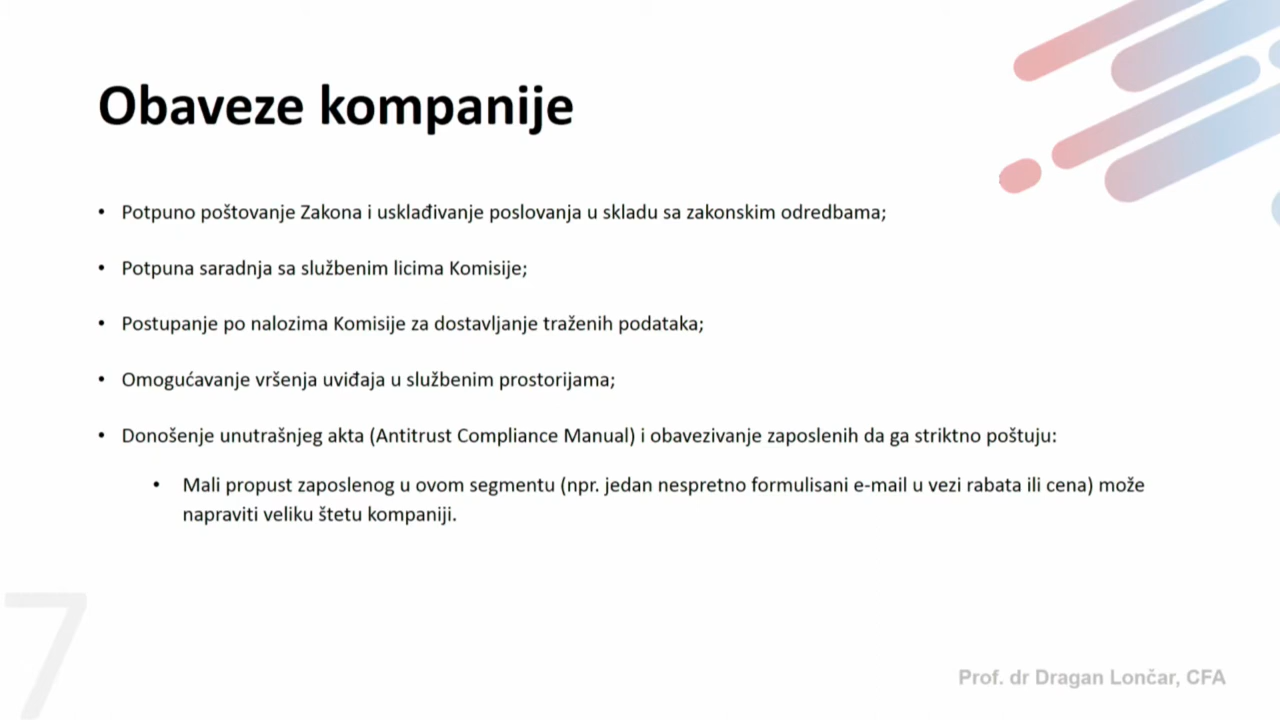 Obaveze kompanije
• Potpuno poštovanje Zakona i usklađivanje poslovanja u skladu sa zakonskim odredbama;
• Potpuna saradnja sa službenim licima Komisije;
• Postupanje po nalozima Komisije za dostavljanje traženih podataka;
• Omogućavanje vršenja uviđaja u službenim prostorijama;
• Donošenje unutrašnjeg akta (Antitrust Compliance Manual) i obavezivanje zaposlenih da ga striktno poštuju:
• Mali propust zaposlenog u ovom segmentu (npr. jedan nespretno formulisani e-mail u vezi rabata ili cena) može
napraviti veliku štetu kompaniji.
7
Prof. dr Dragan Lončar, CFA